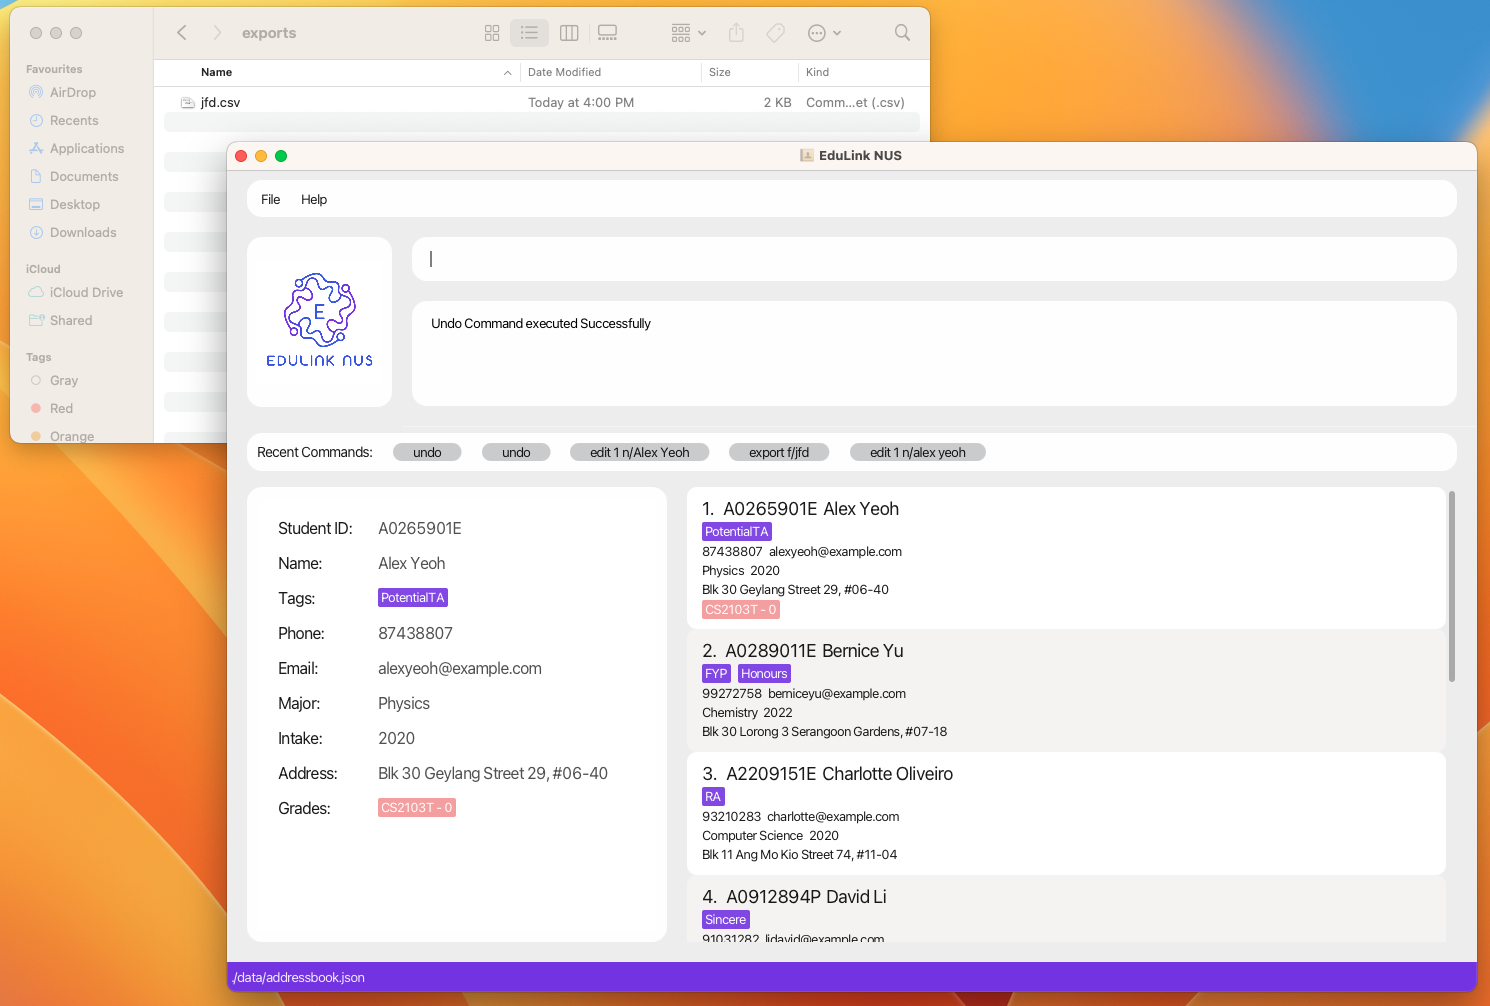 exports
Favourites
AirDrop
Recents
Applications
Documents
Desktop
Downloads
iCloud
iCloud Drive
Shared
Tags
Gray
Red
Orange
Name Date Modified Size Kind
jfd.csv Today at 4:00 PM 2 KB Comm...et (.csv)
EduLink NUS
File Help
E
EDULINK NUS
Undo Command executed Successfully
Recent Commands: undo undo edit 1 n/Alex Yeoh export f/jfd edit 1 n/alex yeoh
Student ID: A0265901E
Name: Alex Yeoh
Tags: PotentialTA
Phone: 87438807
Email: alexyeoh@example.com
Major: Physics
Intake: 2020
Address: Blk 30 Geylang Street 29, #06-40
Grades: CS2103T - 0
1. A0265901E Alex Yeoh
PotentialTA
87438807 alexyeoh@example.com
Physics 2020
Blk 30 Geylang Street 29, #06-40
CS2103T - 0
2. A0289011E Bernice Yu
FYP Honours
99272758 berniceyu@example.com
Chemistry 2022
Blk 30 Lorong 3 Serangoon Gardens, #07-18
3. A2209151E Charlotte Oliveiro
RA
93210283 charlotte@example.com
Computer Science 2020
Blk 11 Ang Mo Kio Street 74, #11-04
4. A0912894P David Li
Sincere
91031282 lidavid@example.com
./data/addressbook.json